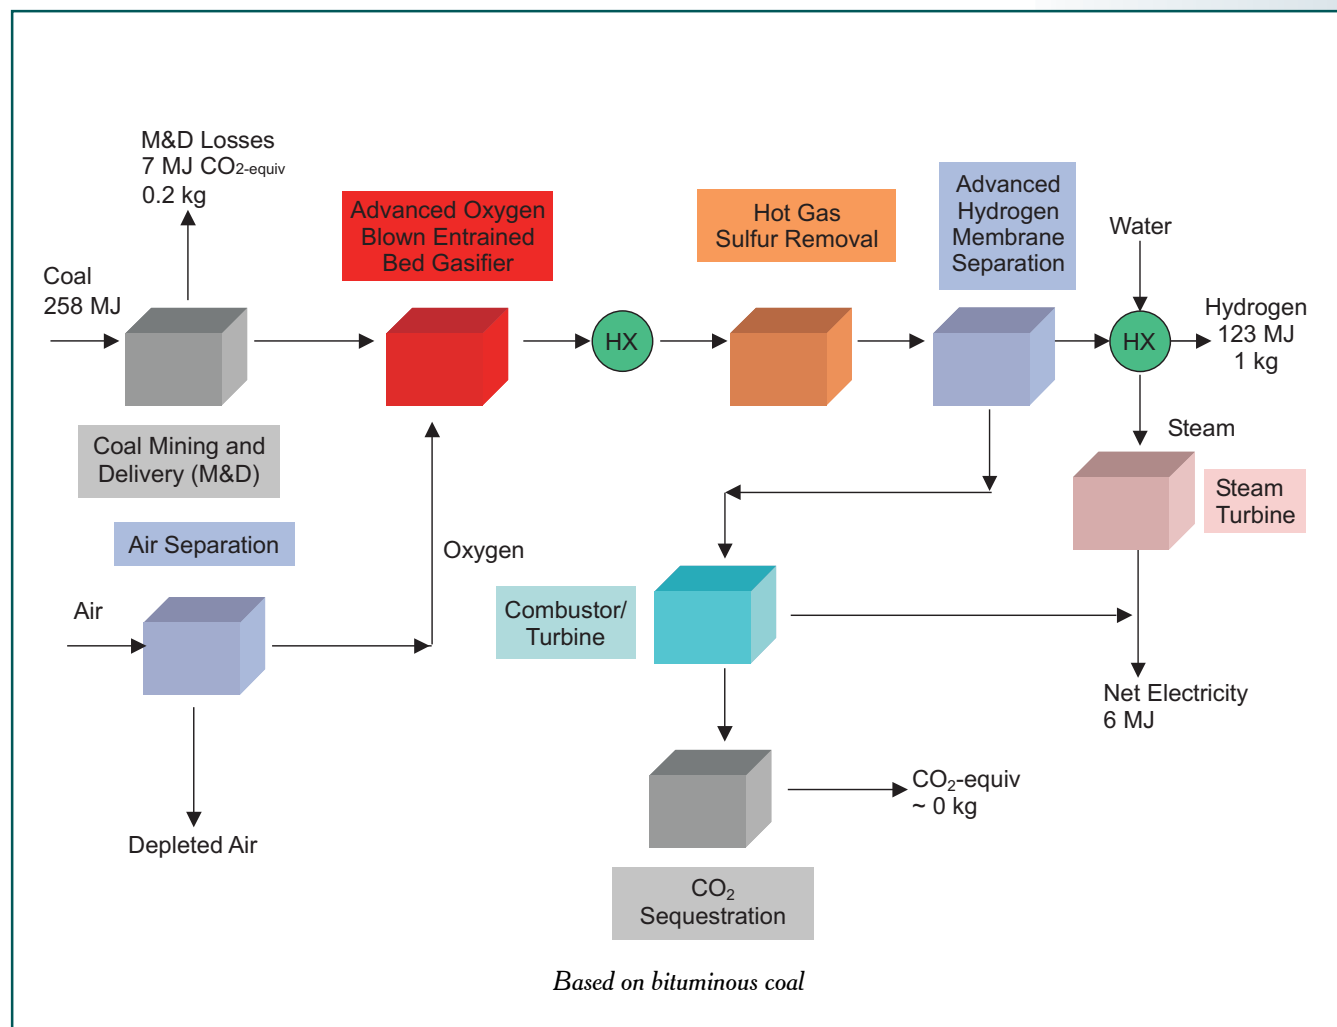 M&D Losses
7 MJ CO2-equiv
0.2 kg
Coal
258 MJ
Coal Mining and
Delivery (M&D)
Advanced Oxygen
Blown Entrained
Bed Gasifier
HX
Hot Gas
Sulfur Removal
Advanced
Hydrogen
Membrane
Separation
Water
HX
Hydrogen
123 MJ
1 kg
Steam
Steam
Turbine
Air Separation
Air
Oxygen
Depleted Air
Combustor/
Turbine
Net Electricity
6 MJ
CO₂-equiv
~ 0 kg
CO₂
Sequestration
Based on bituminous coal